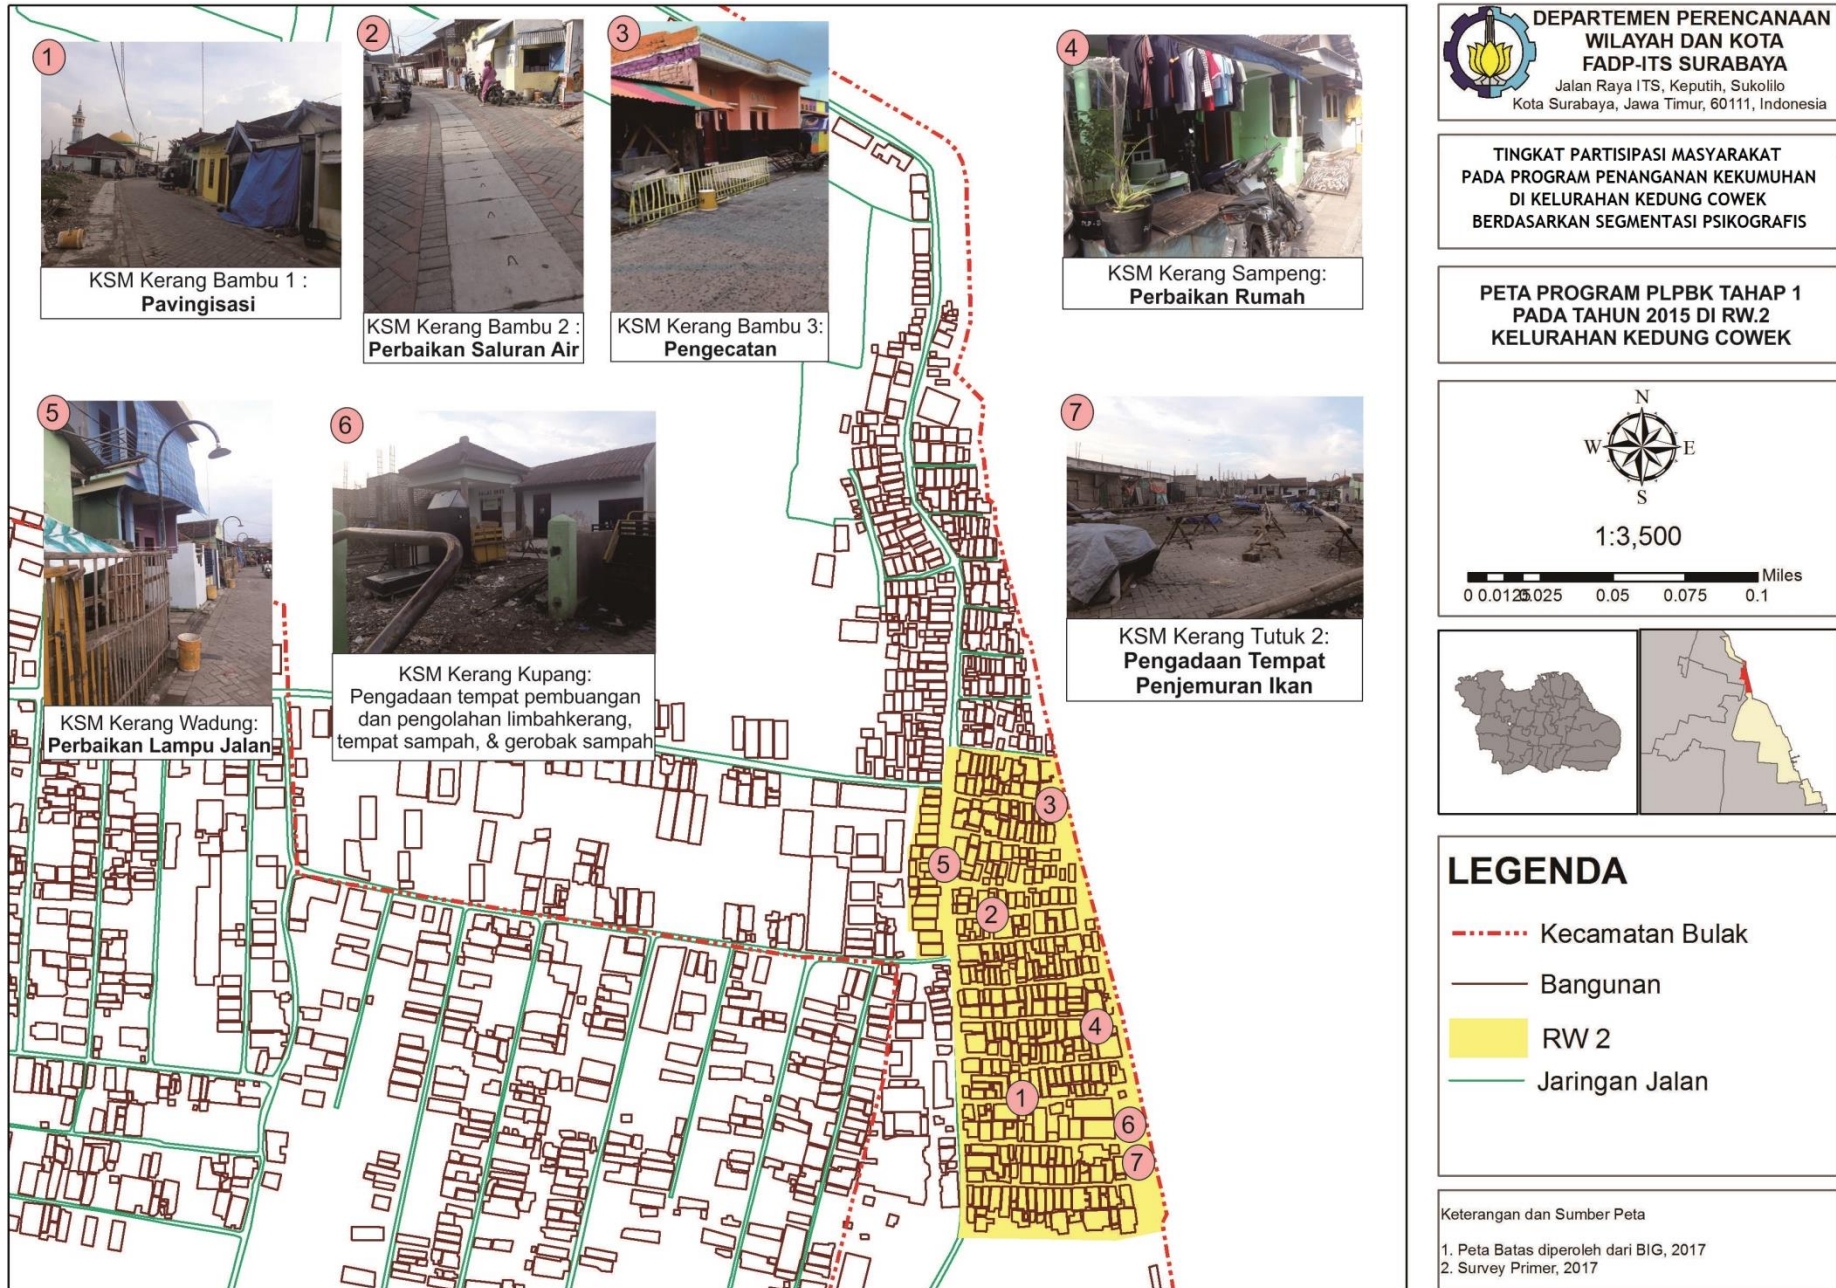 1
KSM Kerang Bambu 1 :
Pavingisasi
2
KSM Kerang Bambu 2 :
Perbaikan Saluran Air
3
KSM Kerang Bambu 3:
Pengecatan
4
KSM Kerang Sampeng:
Perbaikan Rumah
5
KSM Kerang Wadung:
Perbaikan Lampu Jalan
6
KSM Kerang Kupang:
Pengadaan tempat pembuangan
dan pengolahan limbahkerang,
tempat sampah, & gerobak sampah
7
KSM Kerang Tutuk 2:
Pengadaan Tempat
Penjemuran Ikan
3
5
2
4
1
6
7
DEPARTEMEN PERENCANAAN
WILAYAH DAN KOTA
FADP-ITS SURABAYA
Jalan Raya ITS, Keputih, Sukolilo
Kota Surabaya, Jawa Timur, 60111, Indonesia
TINGKAT PARTISIPASI MASYARAKAT
PADA PROGRAM PENANGANAN KEKUMUHAN
DI KELURAHAN KEDUNG COWEK
BERDASARKAN SEGMENTASI PSIKOGRAFIS
PETA PROGRAM PLPBK TAHAP 1
PADA TAHUN 2015 DI RW.2
KELURAHAN KEDUNG COWEK
N
W E
S
1:3,500
Miles
0 0.0125 0.025 0.05 0.075 0.1
LEGENDA
Kecamatan Bulak
Bangunan
RW 2
Jaringan Jalan
Keterangan dan Sumber Peta
1. Peta Batas diperoleh dari BIG, 2017
2. Survey Primer, 2017